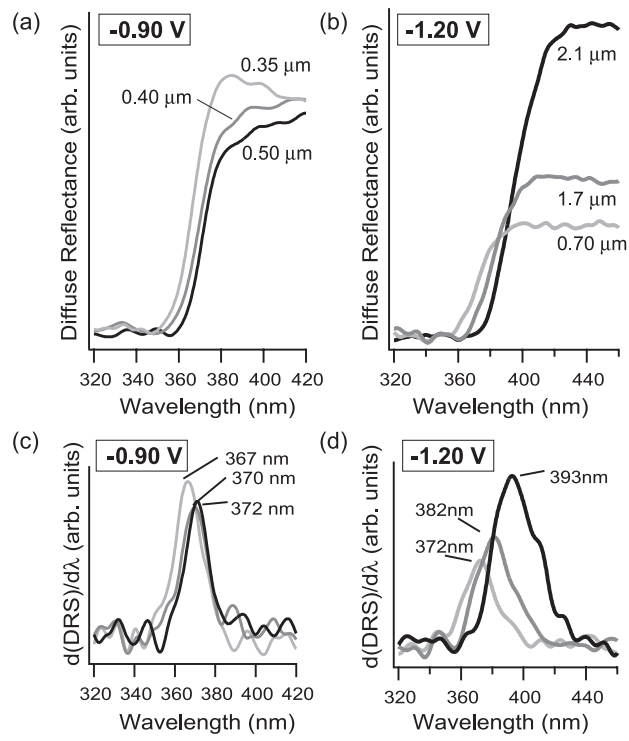 (a)
-0.90 V
Diffuse Reflectance (arb. units)
0.35 μm
0.40 μm
0.50 μm
320 340 360 380 400 420
Wavelength (nm)
(b)
-1.20 V
Diffuse Reflectance (arb. units)
2.1 μm
1.7 μm
0.70 μm
320 360 400 440
Wavelength (nm)
(c)
-0.90 V
d(DRS)/dλ (arb. units)
367 nm
370 nm
372 nm
320 340 360 380 400 420
Wavelength (nm)
(d)
-1.20 V
d(DRS)/dλ (arb. units)
393nm
382nm
372nm
320 360 400 440
Wavelength (nm)